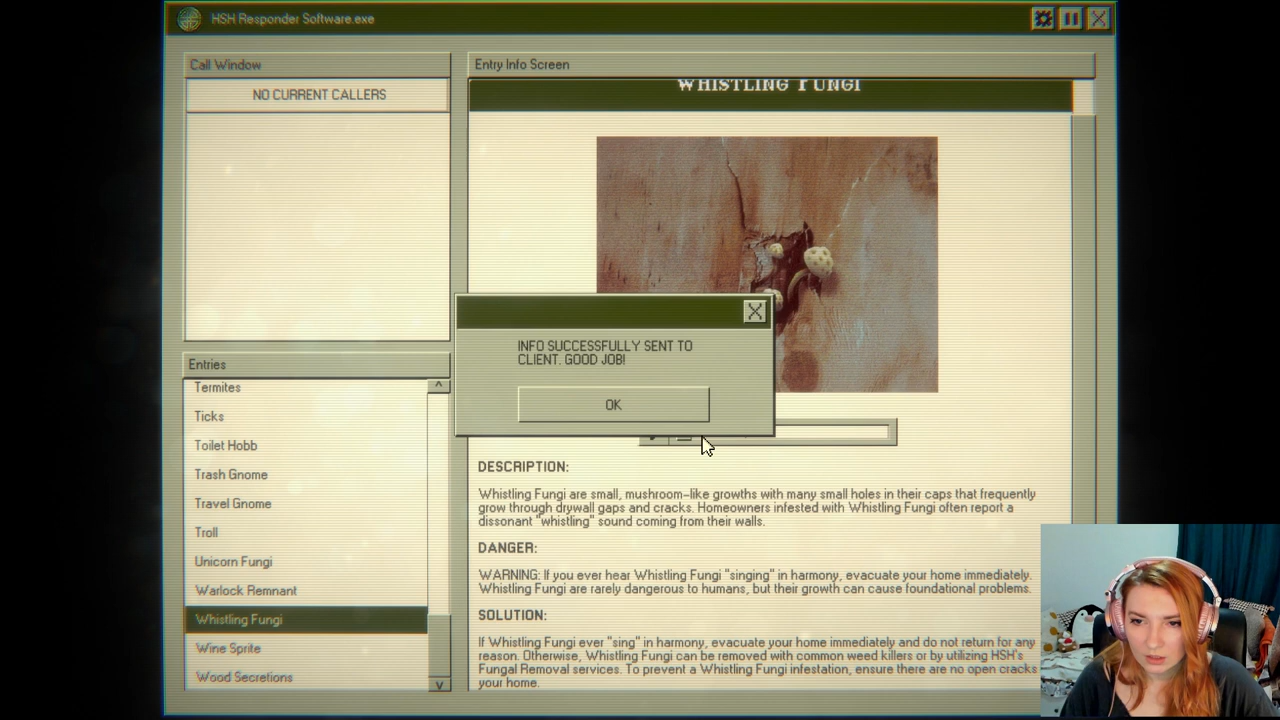 HSH Responder Software.exe
Call Window
NO CURRENT CALLERS
Entries
Termites
Ticks
Toilet Hobb
Trash Gnome
Travel Gnome
Troll
Unicorn Fungi
Warlock Remnant
Whistling Fungi
Wine Sprite
Wood Secretions
Entry Info Screen
WHISTLING FUNGI
INFO SUCCESSFULLY SENT TO
CLIENT. GOOD JOB!
OK
DESCRIPTION:
Whistling Fungi are small, mushroom-like growths with many small holes in their caps that frequently
grow through drywall gaps and cracks. Homeowners infested with Whistling Fungi often report a
dissonant "whistling" sound coming from their walls.
DANGER:
WARNING: If you ever hear Whistling Fungi "singing" in harmony, evacuate your home immediately.
Whistling Fungi are rarely dangerous to humans, but their growth can cause foundational problems.
SOLUTION:
If Whistling Fungi ever "sing" in harmony, evacuate your home immediately and do not return for any
reason. Otherwise, Whistling Fungi can be removed with common weed killers or by utilizing HSH's
Fungal Removal services. To prevent a Whistling Fungi infestation, ensure there are no open cracks
your home.